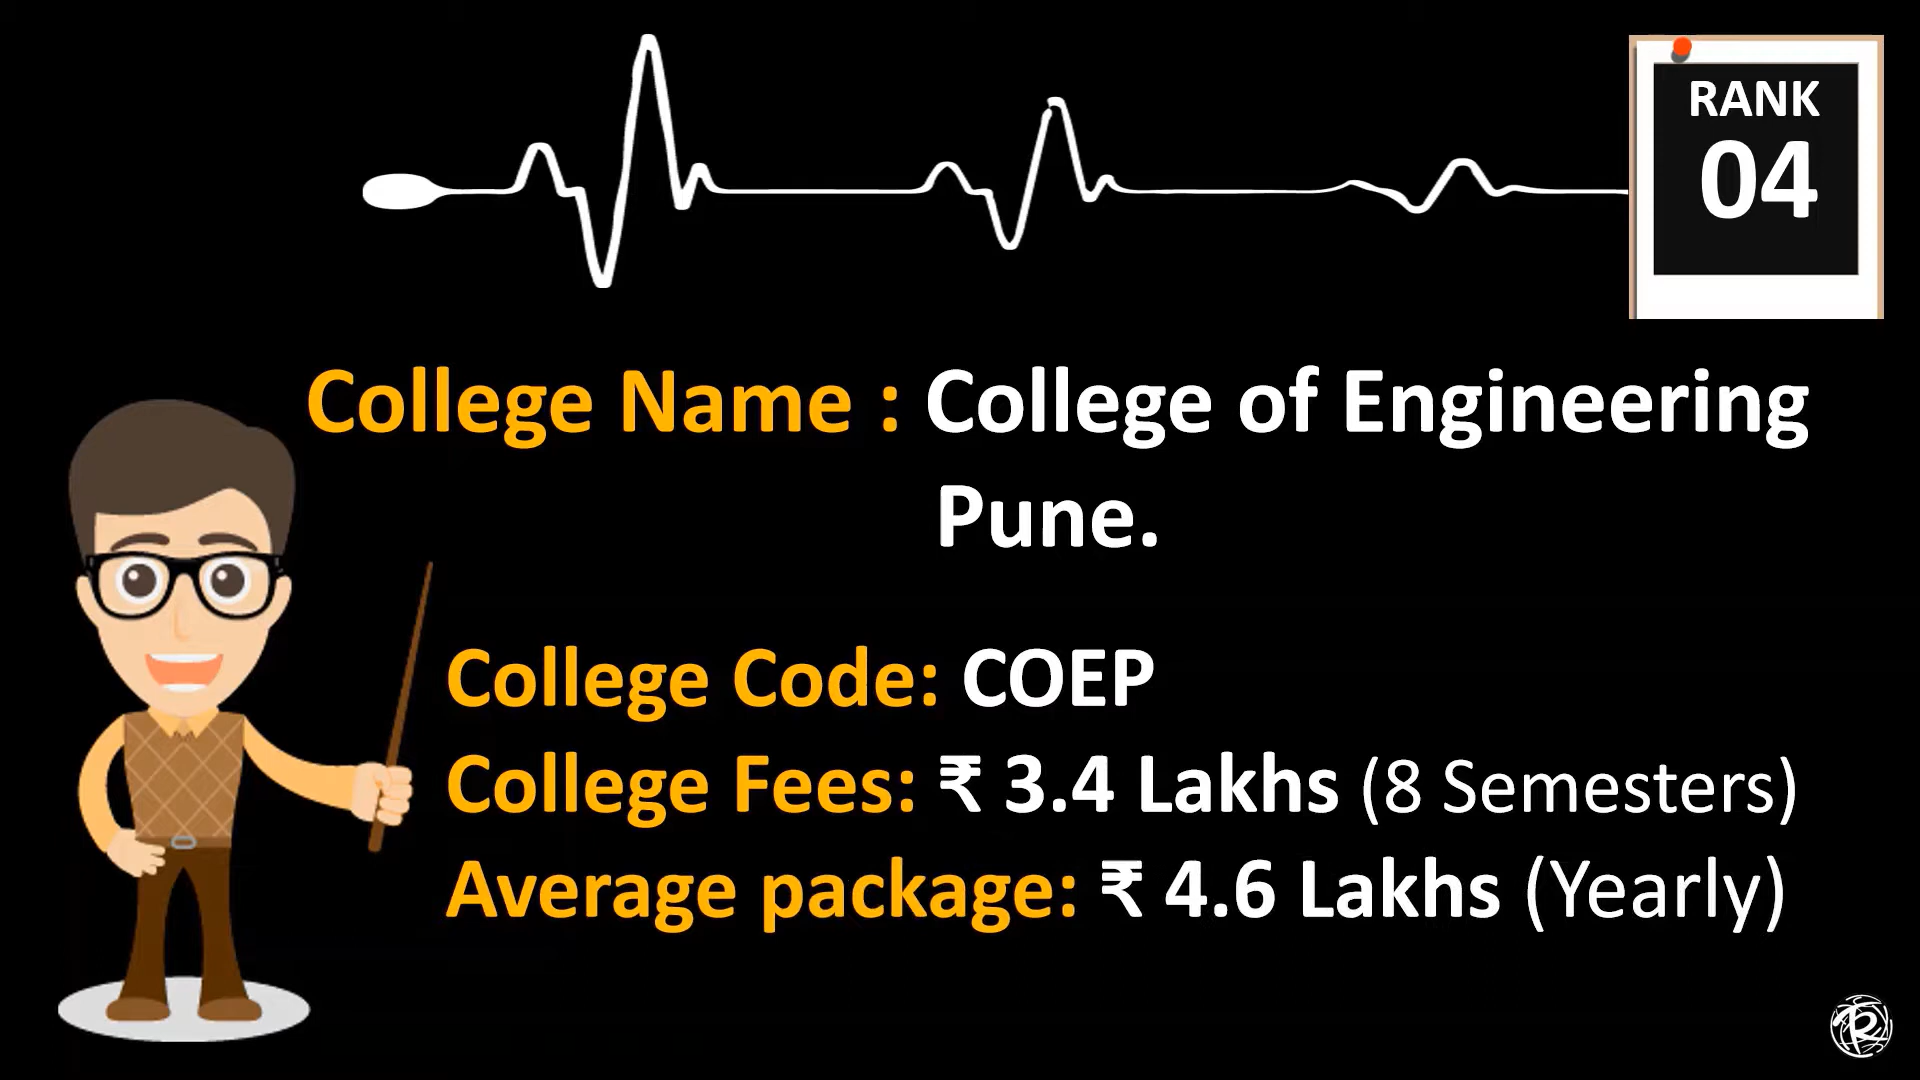 RANK
04
College Name : College of Engineering
Pune.
College Code: COEP
College Fees: ₹ 3.4 Lakhs (8 Semesters)
Average package: ₹ 4.6 Lakhs (Yearly)